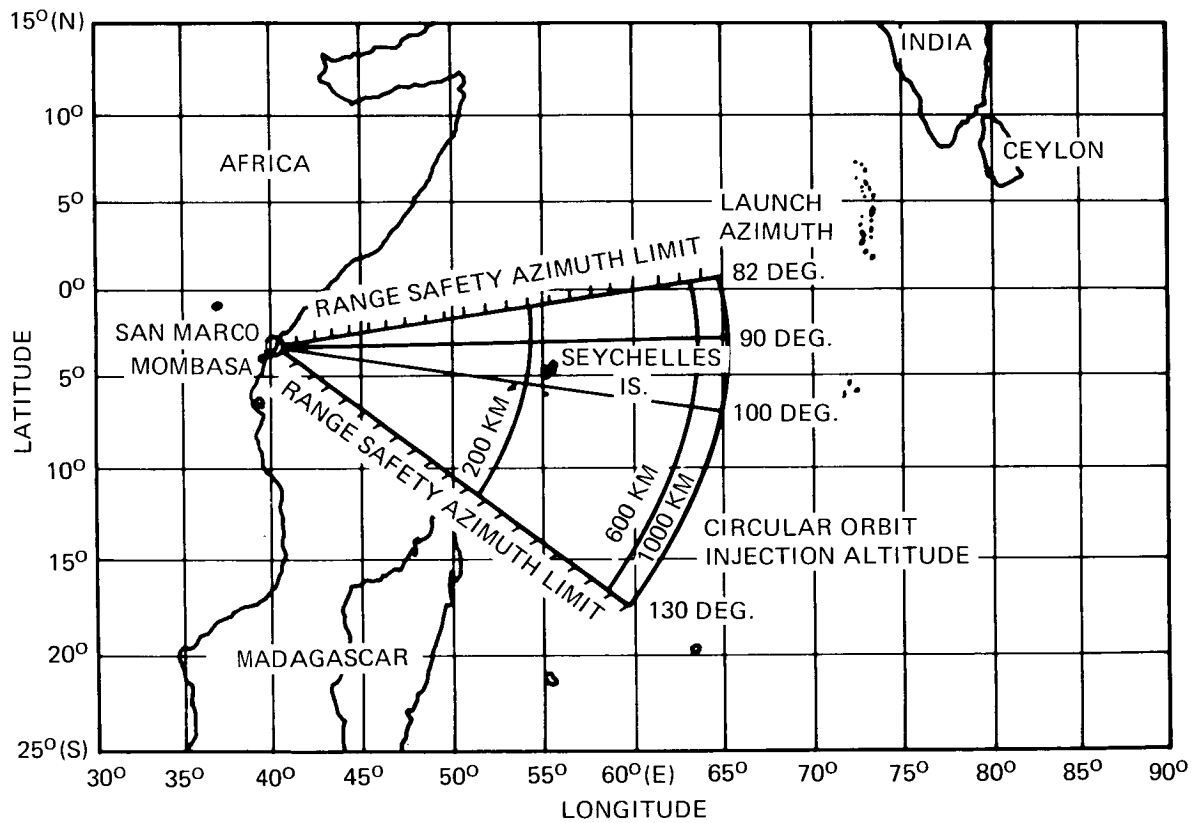 15°(N)
10°
5°
0°
5°
10°
15°
20°
25°(S)
LATITUDE
30°
35°
40°
45°
50°
55°
60°(E)
65°
70°
75°
80°
85°
90°
LONGITUDE
AFRICA
INDIA
CEYLON
LAUNCH
AZIMUTH
RANGE SAFETY AZIMUTH LIMIT
82 DEG.
SAN MARCO
MOMBASA
90 DEG.
SEYCHELLES
IS.
100 DEG.
RANGE SAFETY AZIMUTH LIMIT
200 KM
600 KM
1000 KM
CIRCULAR ORBIT
INJECTION ALTITUDE
130 DEG.
MADAGASCAR